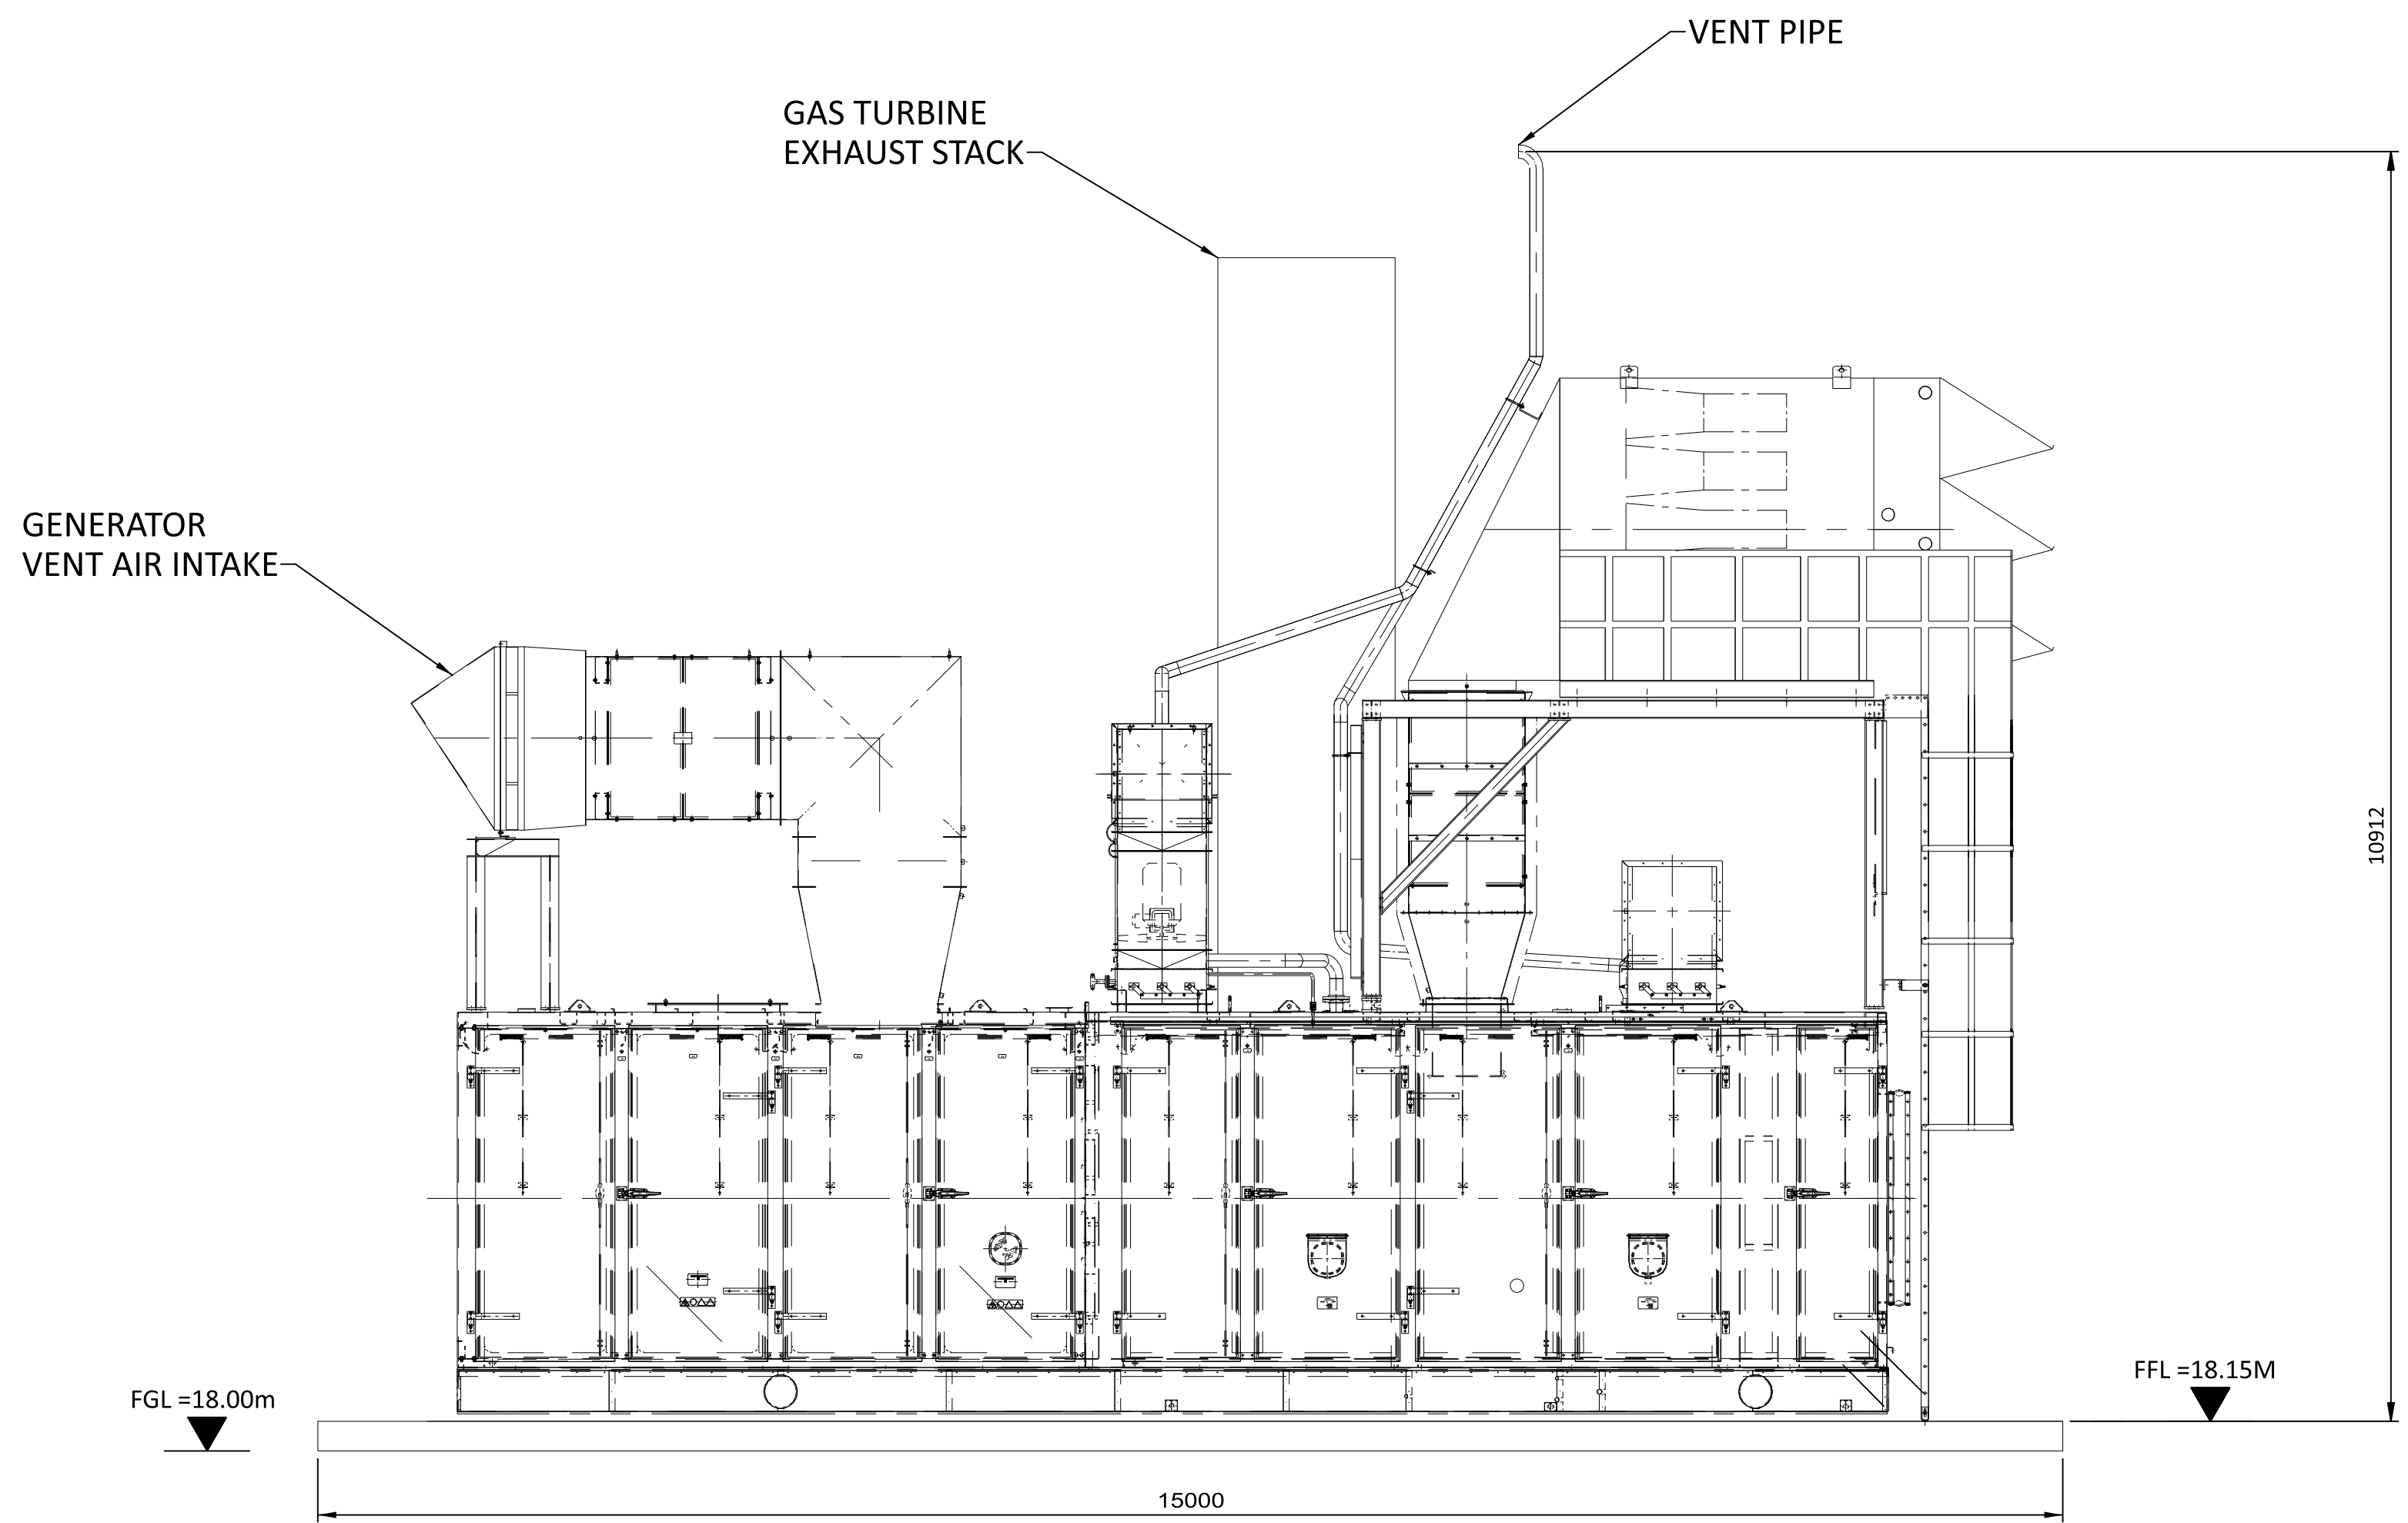 VENT PIPE
GAS TURBINE
EXHAUST STACK
GENERATOR
VENT AIR INTAKE
10912
FGL =18.00m
FFL =18.15M
15000